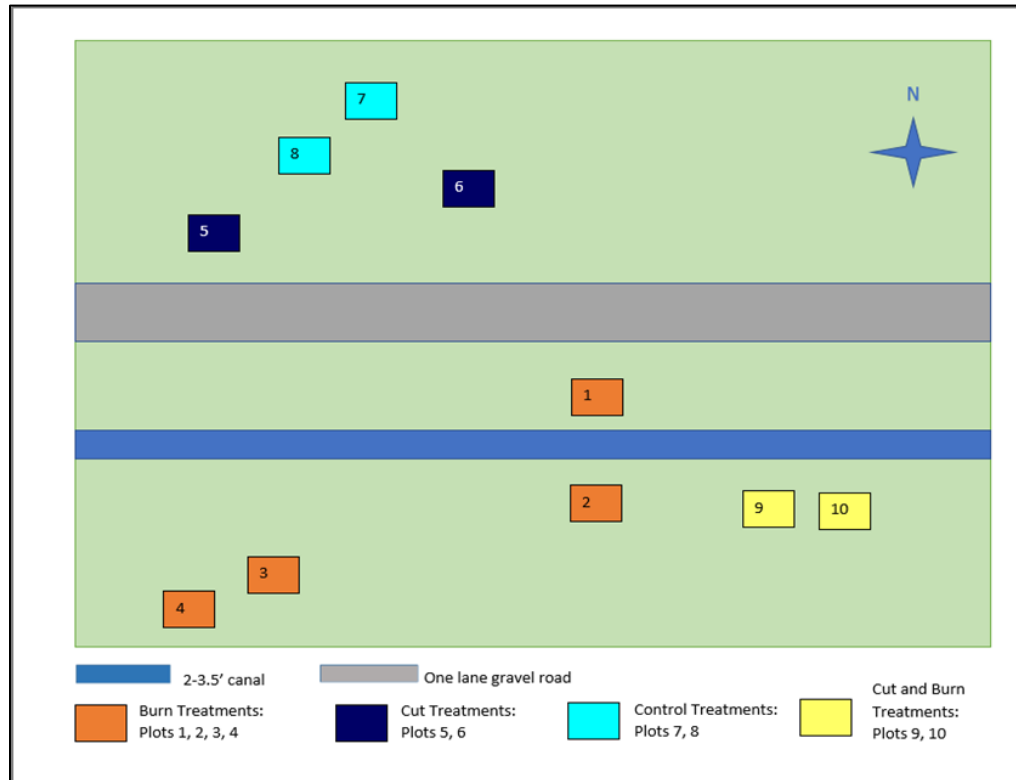 7
N
8
6
5
1
2
9
10
3
4
2-3.5' canal
One lane gravel road
Burn Treatments:
Plots 1, 2, 3, 4
Cut Treatments:
Plots 5, 6
Control Treatments:
Plots 7, 8
Cut and Burn
Treatments:
Plots 9, 10